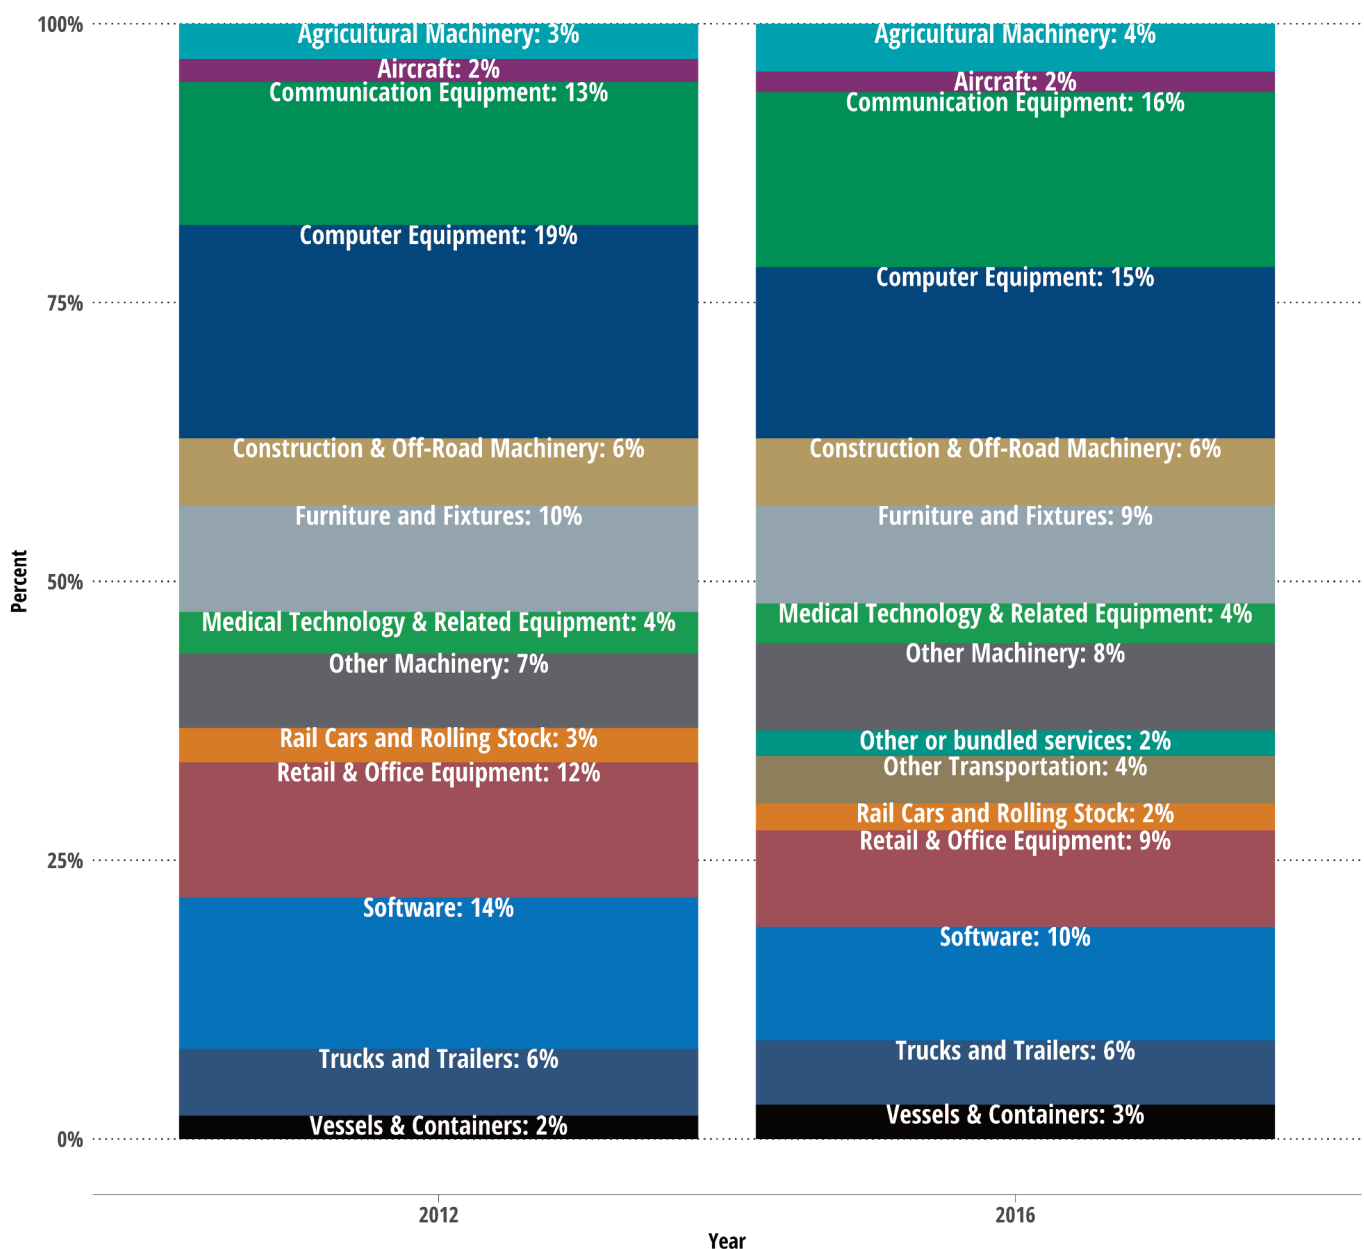 100%
75%
50%
25%
0%
Percent
Agricultural Machinery: 3%
Aircraft: 2%
Communication Equipment: 13%
Computer Equipment: 19%
Construction & Off-Road Machinery: 6%
Furniture and Fixtures: 10%
Medical Technology & Related Equipment: 4%
Other Machinery: 7%
Rail Cars and Rolling Stock: 3%
Retail & Office Equipment: 12%
Software: 14%
Trucks and Trailers: 6%
Vessels & Containers: 2%
Agricultural Machinery: 4%
Aircraft: 2%
Communication Equipment: 16%
Computer Equipment: 15%
Construction & Off-Road Machinery: 6%
Furniture and Fixtures: 9%
Medical Technology & Related Equipment: 4%
Other Machinery: 8%
Other or bundled services: 2%
Other Transportation: 4%
Rail Cars and Rolling Stock: 2%
Retail & Office Equipment: 9%
Software: 10%
Trucks and Trailers: 6%
Vessels & Containers: 3%
2012
2016
Year